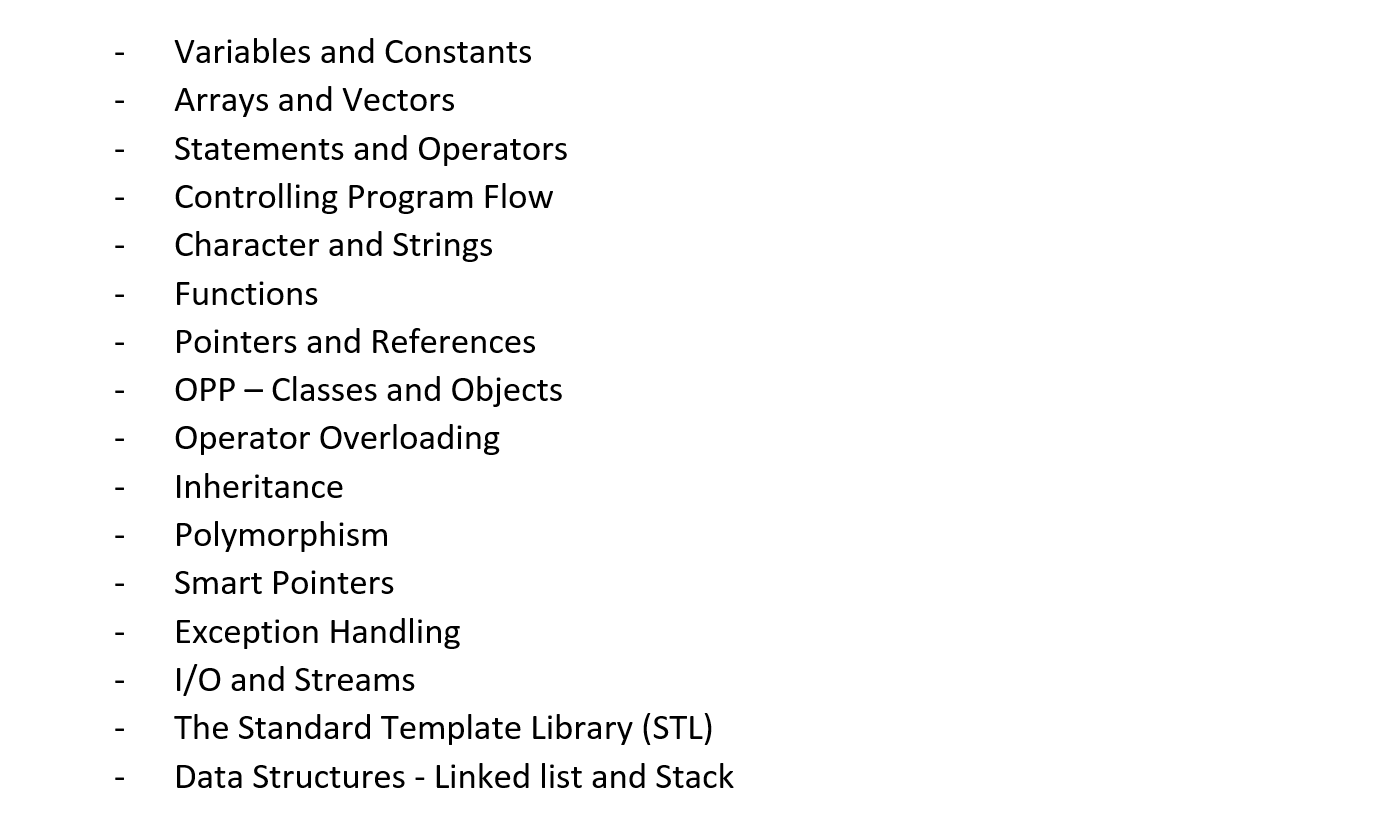 - Variables and Constants
- Arrays and Vectors
- Statements and Operators
- Controlling Program Flow
- Character and Strings
- Functions
- Pointers and References
- OPP – Classes and Objects
- Operator Overloading
- Inheritance
- Polymorphism
- Smart Pointers
- Exception Handling
- I/O and Streams
- The Standard Template Library (STL)
- Data Structures - Linked list and Stack